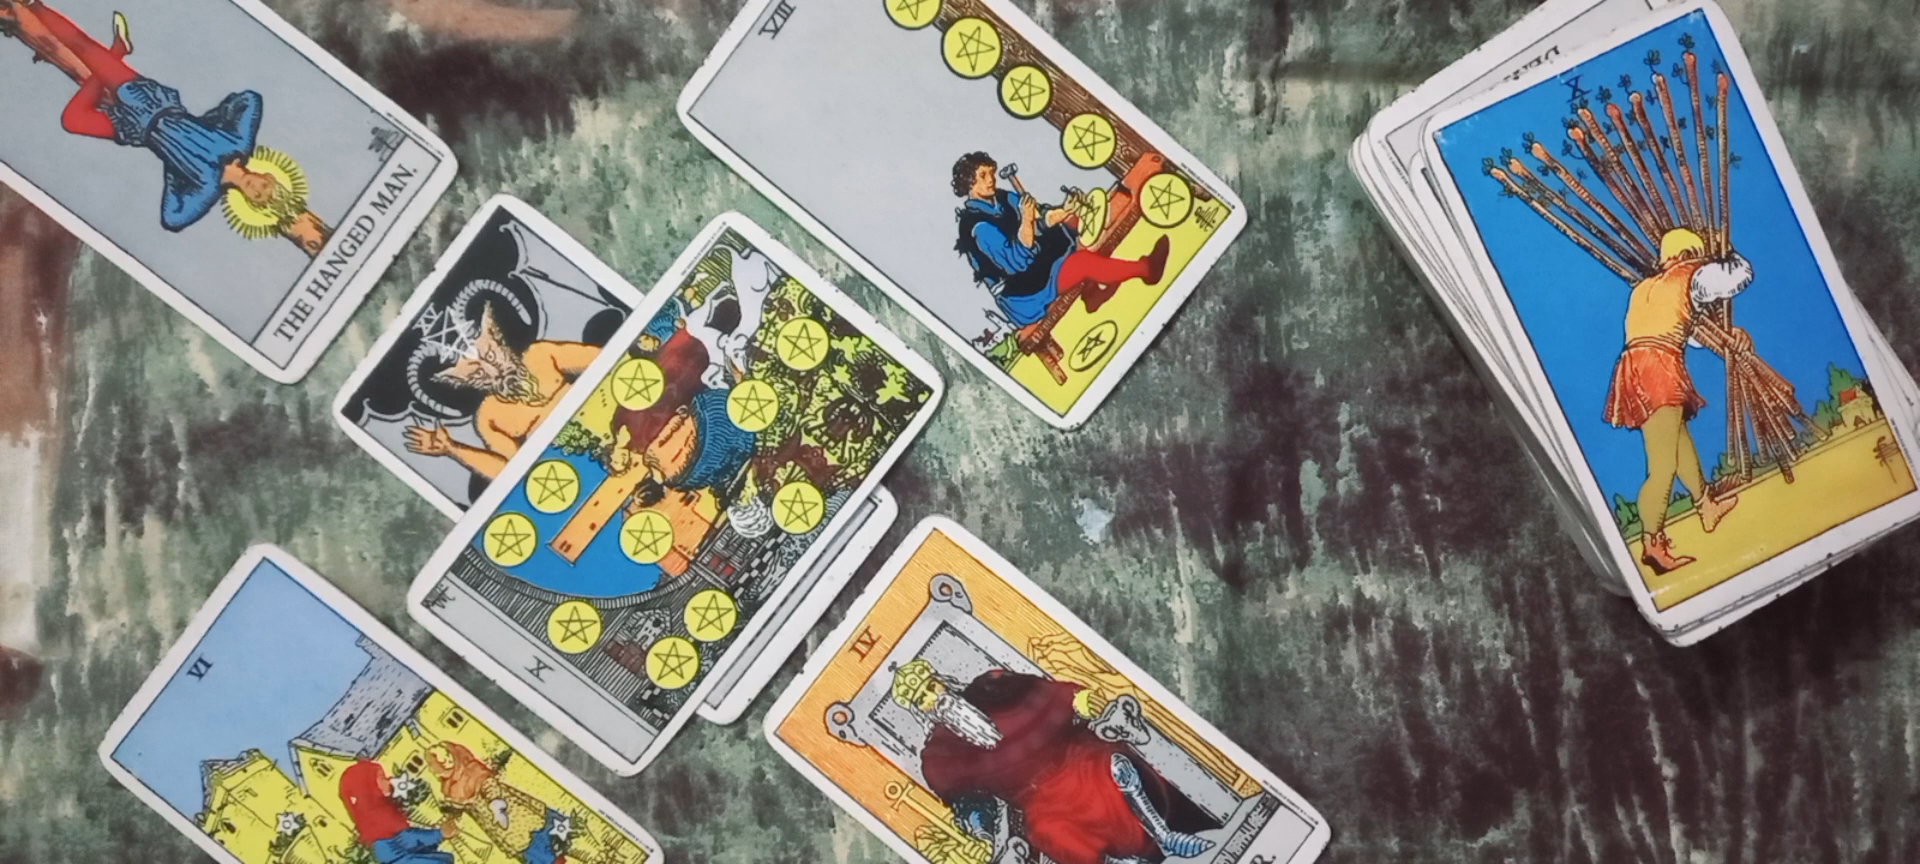 THE HANGED MAN.
VIII
X
XV
X
VI
IV
R.